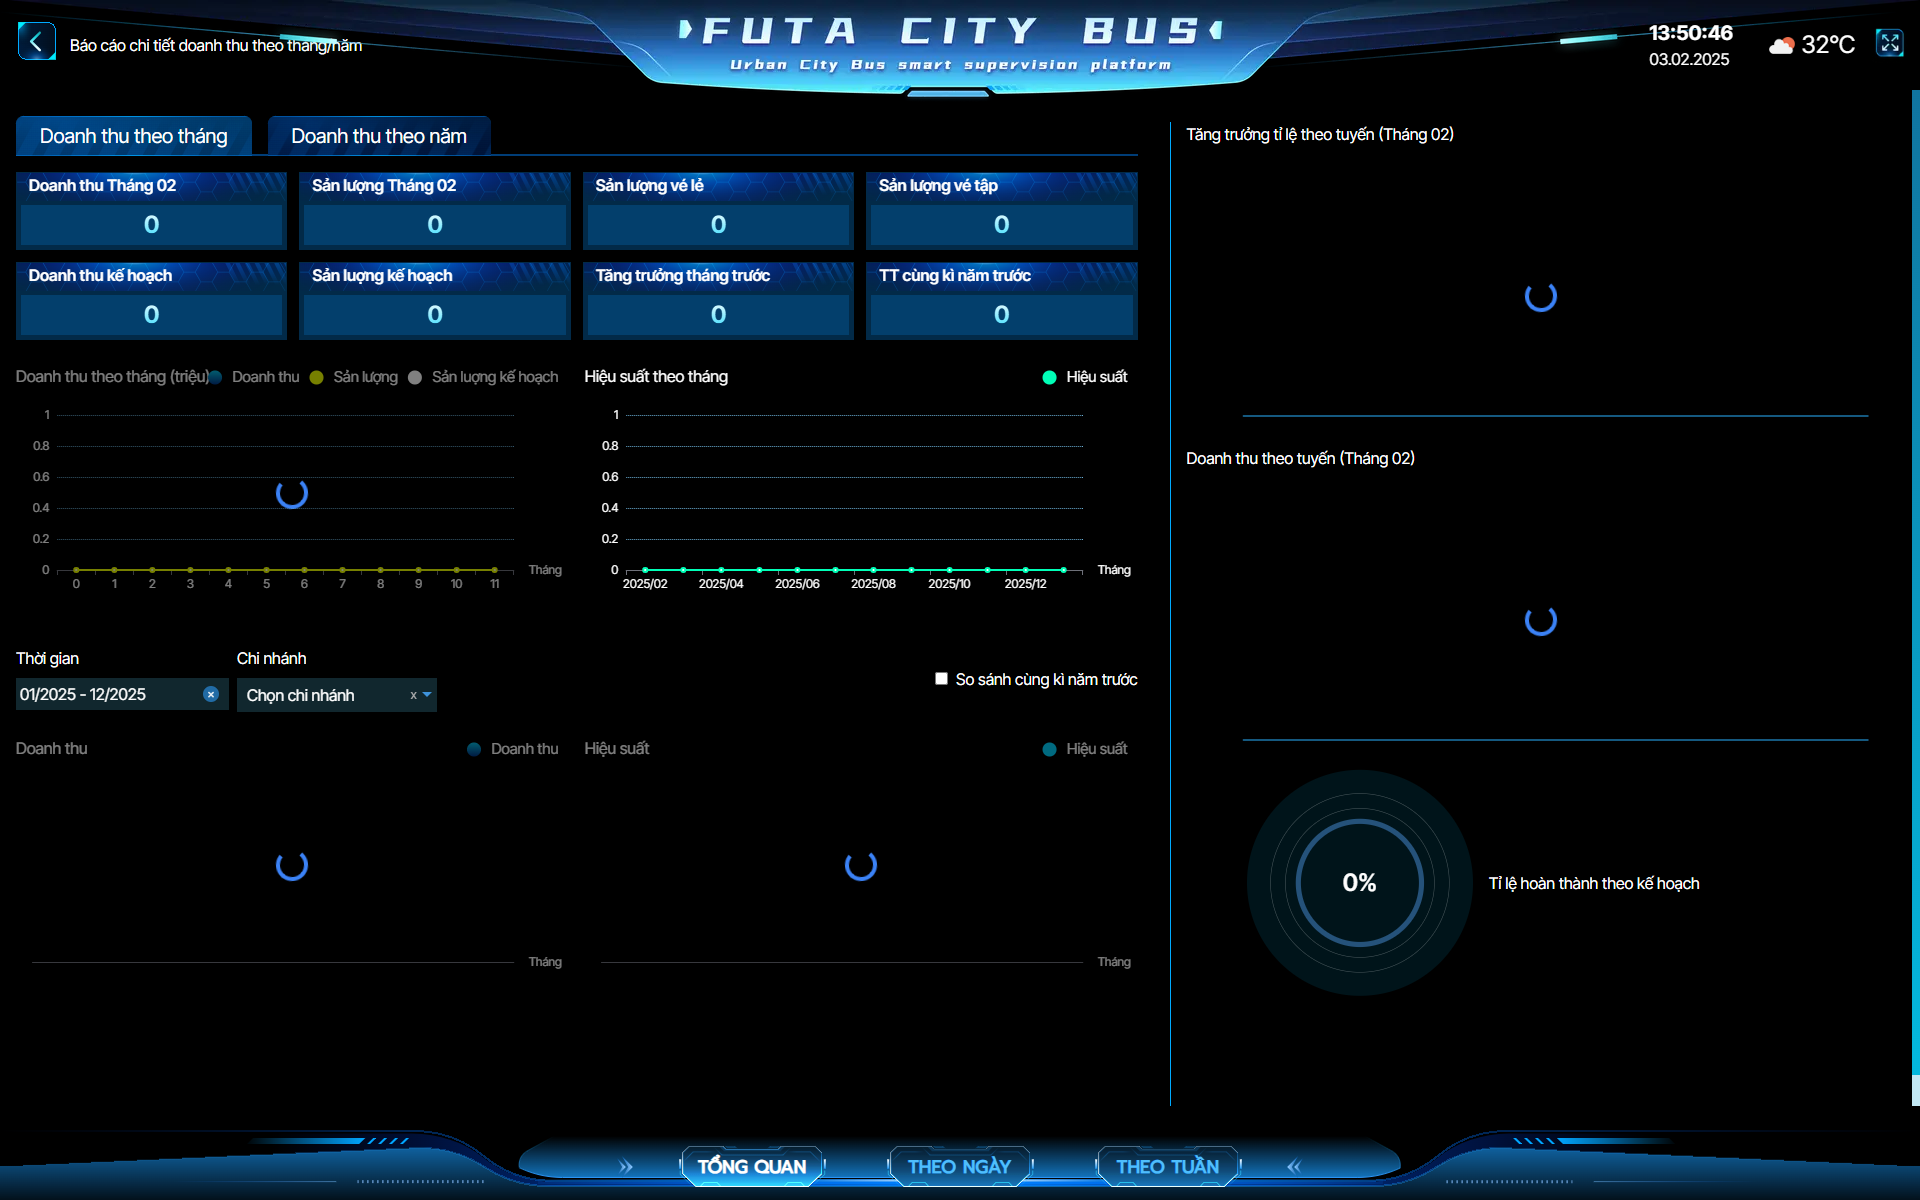 Báo cáo chi tiết doanh thu theo tháng/năm
FUTA CITY BUS
Urban City Bus smart supervision platform
13:50:46
03.02.2025
32°C
Doanh thu theo tháng
Doanh thu theo năm
Doanh thu Tháng 02
0
Sản lượng Tháng 02
0
Sản lượng vé lẻ
0
Sản lượng vé tập
0
Doanh thu kế hoạch
0
Sản lượng kế hoạch
0
Tăng trưởng tháng trước
0
TT cùng kì năm trước
0
Doanh thu theo tháng (triệu)
Doanh thu
Sản lượng
Sản lượng kế hoạch
1
0.8
0.6
0.4
0.2
0
0 1 2 3 4 5 6 7 8 9 10 11
Tháng
Hiệu suất theo tháng
Hiệu suất
1
0.8
0.6
0.4
0.2
0
2025/02 2025/04 2025/06 2025/08 2025/10 2025/12
Tháng
Thời gian
01/2025 - 12/2025
Chi nhánh
Chọn chi nhánh
x
So sánh cùng kì năm trước
Doanh thu
Doanh thu
Tháng
Hiệu suất
Hiệu suất
Tháng
Tăng trưởng tỉ lệ theo tuyến (Tháng 02)
Doanh thu theo tuyến (Tháng 02)
0%
Tỉ lệ hoàn thành theo kế hoạch
TỔNG QUAN
THEO NGÀY
THEO TUẦN